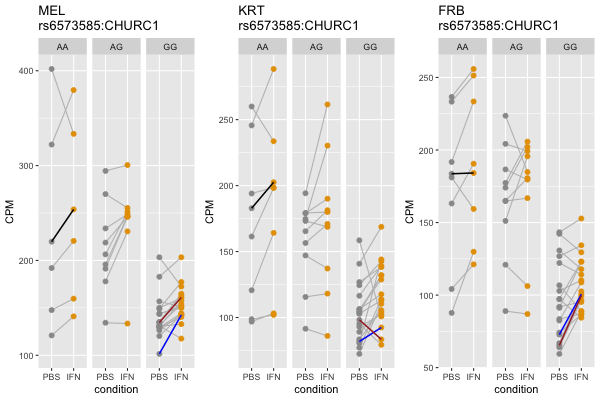 MEL
rs6573585:CHURC1
AA AG GG
CPM
400
300
200
100
PBS IFN PBS IFN PBS IFN
condition
KRT
rs6573585:CHURC1
AA AG GG
CPM
250
200
150
100
PBS IFN PBS IFN PBS IFN
condition
FRB
rs6573585:CHURC1
AA AG GG
CPM
250
200
150
100
50
PBS IFN PBS IFN PBS IFN
condition